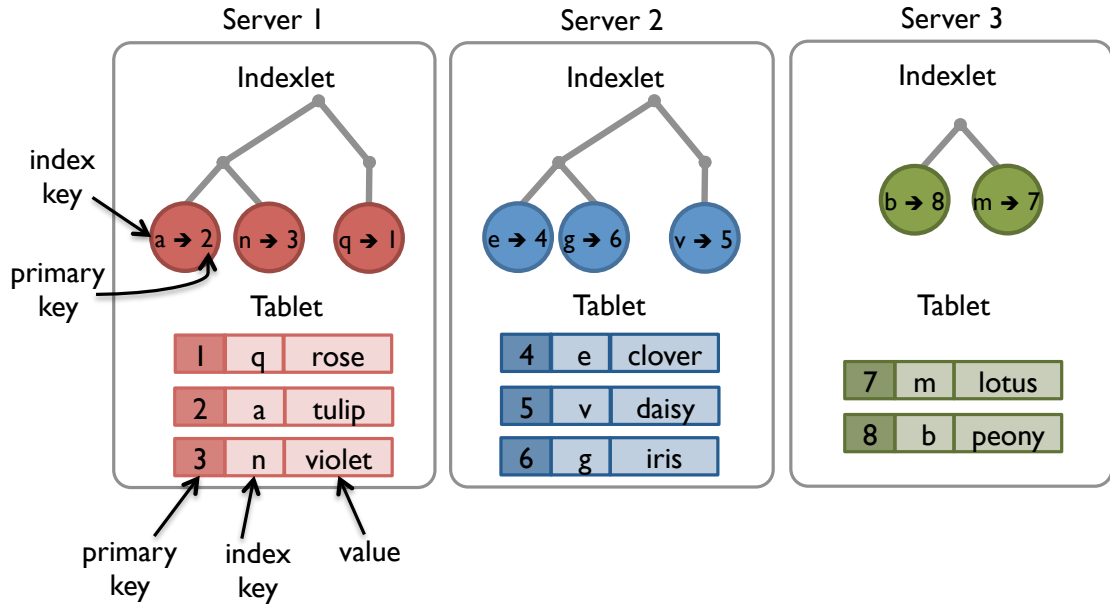 Server 1
Server 2
Server 3
Indexlet
Indexlet
Indexlet
index
key
a → 2
n → 3
q → 1
e → 4
g → 6
v → 5
b → 8
m → 7
primary
key
Tablet
Tablet
Tablet
1 q rose
2 a tulip
3 n violet
4 e clover
5 v daisy
6 g iris
7 m lotus
8 b peony
primary
key
index
key
value